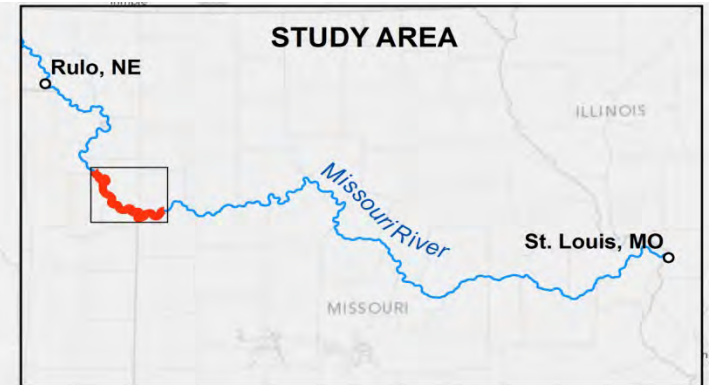 STUDY AREA
Rulo, NE
ILLINOIS
Missouri River
St. Louis, MO
MISSOURI